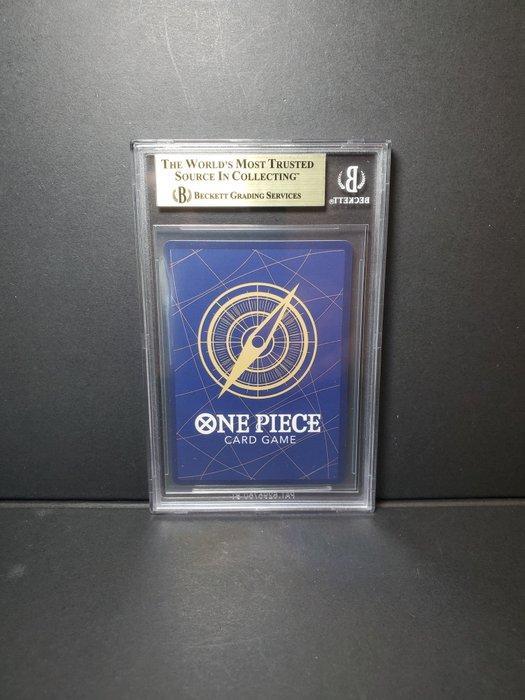 THE WORLD'S MOST TRUSTED
SOURCE IN COLLECTING™
B BECKETT GRADING SERVICES
B
BECKETT®
ONE PIECE
CARD GAME